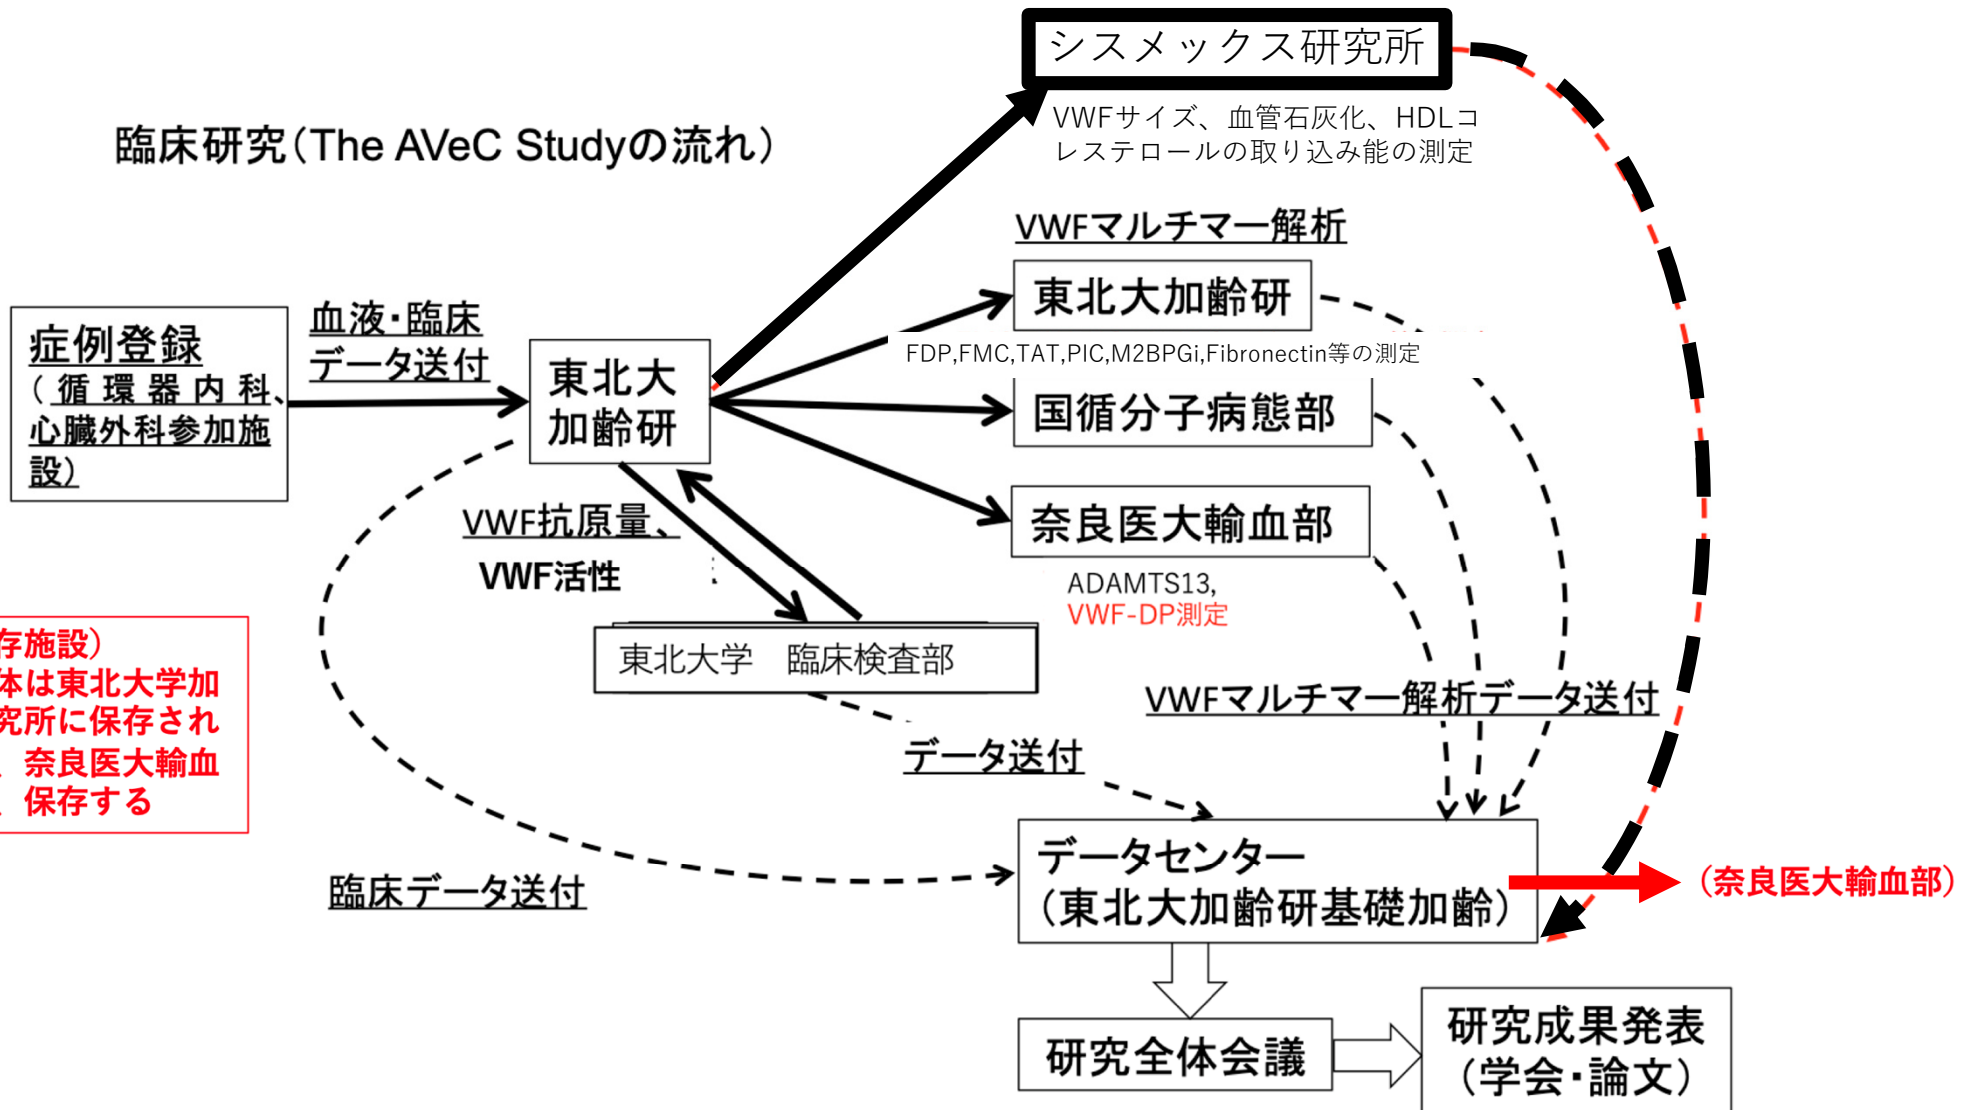 シスメックス研究所
VWFサイズ、血管石灰化、HDLコ
レステロールの取り込み能の測定
臨床研究（The AVeC Studyの流れ）
VWFマルチマー解析
東北大加齢研
FDP,FMC,TAT,PIC,M2BPGi,Fibronectin等の測定
国循分子病態部
奈良医大輸血部
ADAMTS13,
VWF-DP測定
症例登録
（循環器内科、
心臓外科参加施
設）
血液・臨床
データ送付
東北大
加齢研
VWF抗原量、
VWF活性
東北大学　臨床検査部
存施設）
体は東北大学加
究所に保存され
、奈良医大輸血
、保存する
VWFマルチマー解析データ送付
データ送付
臨床データ送付
データセンター
（東北大加齢研基礎加齢）
（奈良医大輸血部）
研究全体会議
研究成果発表
（学会・論文）